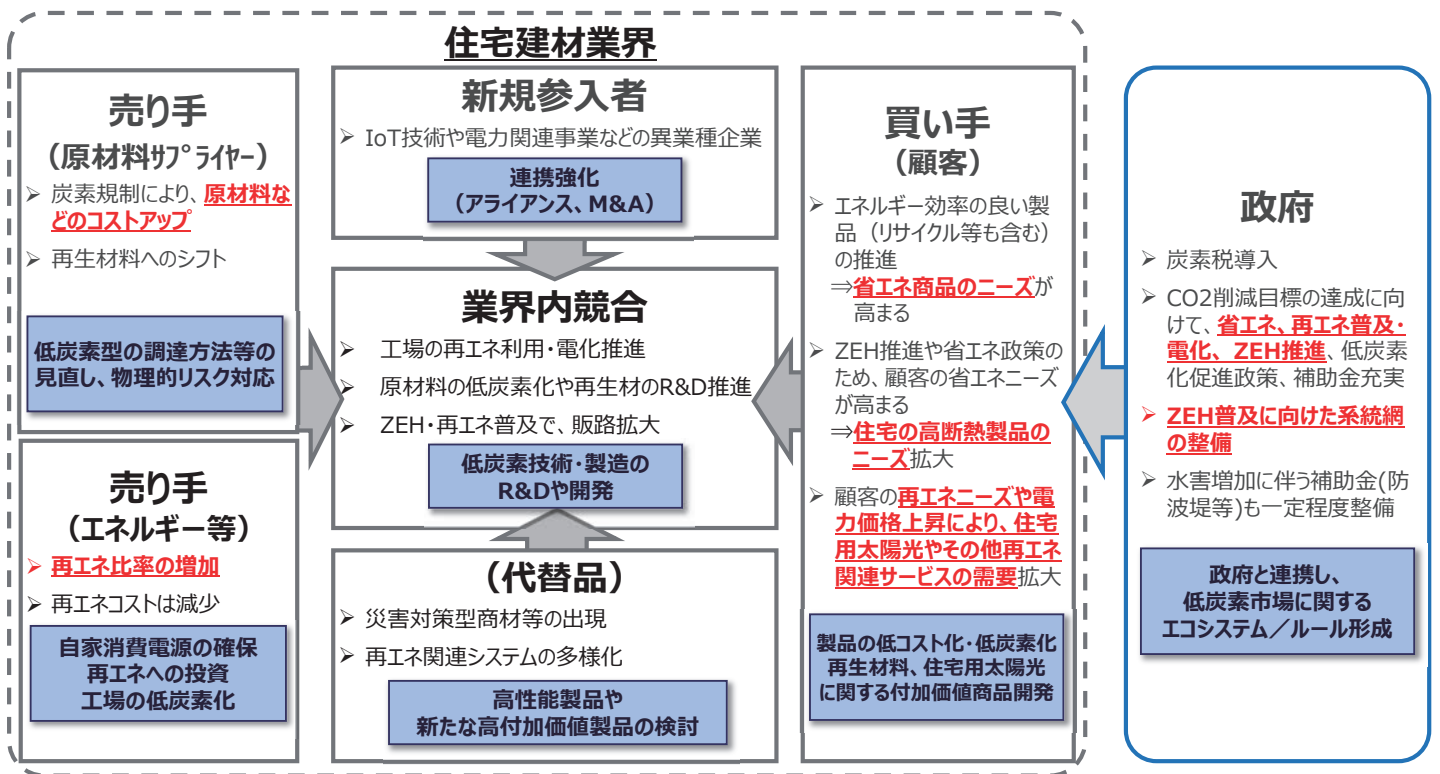 住宅建材業界
売り手
(原材料サプライヤー)
➢ 炭素規制により、原材料な
どのコストアップ
➢ 再生材料へのシフト
低炭素型の調達方法等の
見直し、物理的リスク対応
売り手
(エネルギー等)
➢ 再エネ比率の増加
➢ 再エネコストは減少
自家消費電源の確保
再エネへの投資
工場の低炭素化
新規参入者
➢ IoT技術や電力関連事業などの異業種企業
連携強化
(アライアンス、M&A)
業界内競合
➢ 工場の再エネ利用・電化推進
➢ 原材料の低炭素化や再生材のR&D推進
➢ ZEH・再エネ普及で、販路拡大
低炭素技術・製造の
R&Dや開発
(代替品)
➢ 災害対策型商材等の出現
➢ 再エネ関連システムの多様化
高性能製品や
新たな高付加価値製品の検討
買い手
(顧客)
➢ エネルギー効率の良い製
品(リサイクル等も含む)
の推進
⇒省エネ商品のニーズが
高まる
➢ ZEH推進や省エネ政策の
ため、顧客の省エネニーズ
が高まる
⇒住宅の高断熱製品の
ニーズ拡大
➢ 顧客の再エネニーズや電
力価格上昇により、住宅
用太陽光やその他再エネ
関連サービスの需要拡大
製品の低コスト化・低炭素化
再生材料、住宅用太陽光
に関する付加価値商品開発
政府
➢ 炭素税導入
➢ CO2削減目標の達成に向
けて、省エネ、再エネ普及・
電化、ZEH推進、低炭素
化促進政策、補助金充実
➢ ZEH普及に向けた系統網
の整備
➢ 水害増加に伴う補助金(防
波堤等)も一定程度整備
政府と連携し、
低炭素市場に関する
エコシステム/ルール形成